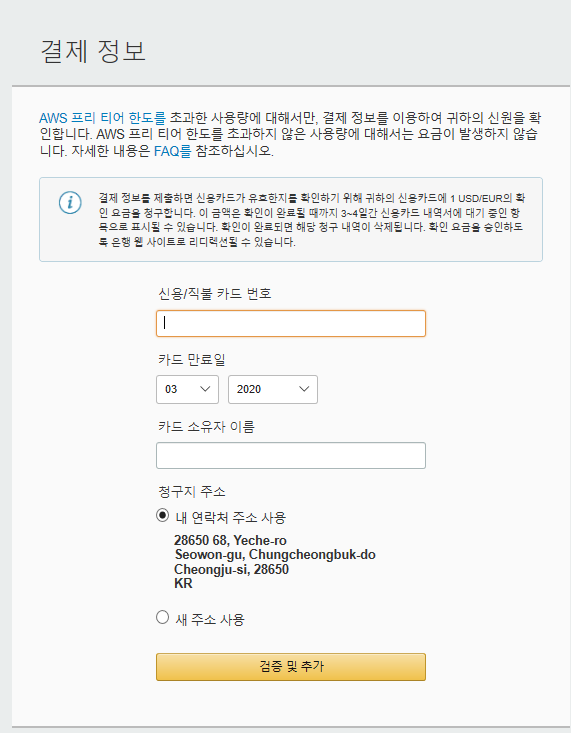 결제 정보
AWS 프리 티어 한도를 초과한 사용량에 대해서만, 결제 정보를 이용하여 귀하의 신원을 확
인합니다. AWS 프리 티어 한도를 초과하지 않은 사용량에 대해서는 요금이 발생하지 않습
니다. 자세한 내용은 FAQ를 참조하십시오.
결제 정보를 제출하면 신용카드가 유효한지를 확인하기 위해 귀하의 신용카드에 1 USD/EUR의 확
인 요금을 청구합니다. 이 금액은 확인이 완료될 때까지 3~4일간 신용카드 내역서에 대기 중인 항
목으로 표시될 수 있습니다. 확인이 완료되면 해당 청구 내역이 삭제됩니다. 확인 요금을 승인하도
록 은행 웹 사이트로 리디렉션될 수 있습니다.
신용/직불 카드 번호
카드 만료일
03 2020
카드 소유자 이름
청구지 주소
내 연락처 주소 사용
28650 68, Yeche-ro
Seowon-gu, Chungcheongbuk-do
Cheongju-si, 28650
KR
새 주소 사용
검증 및 추가